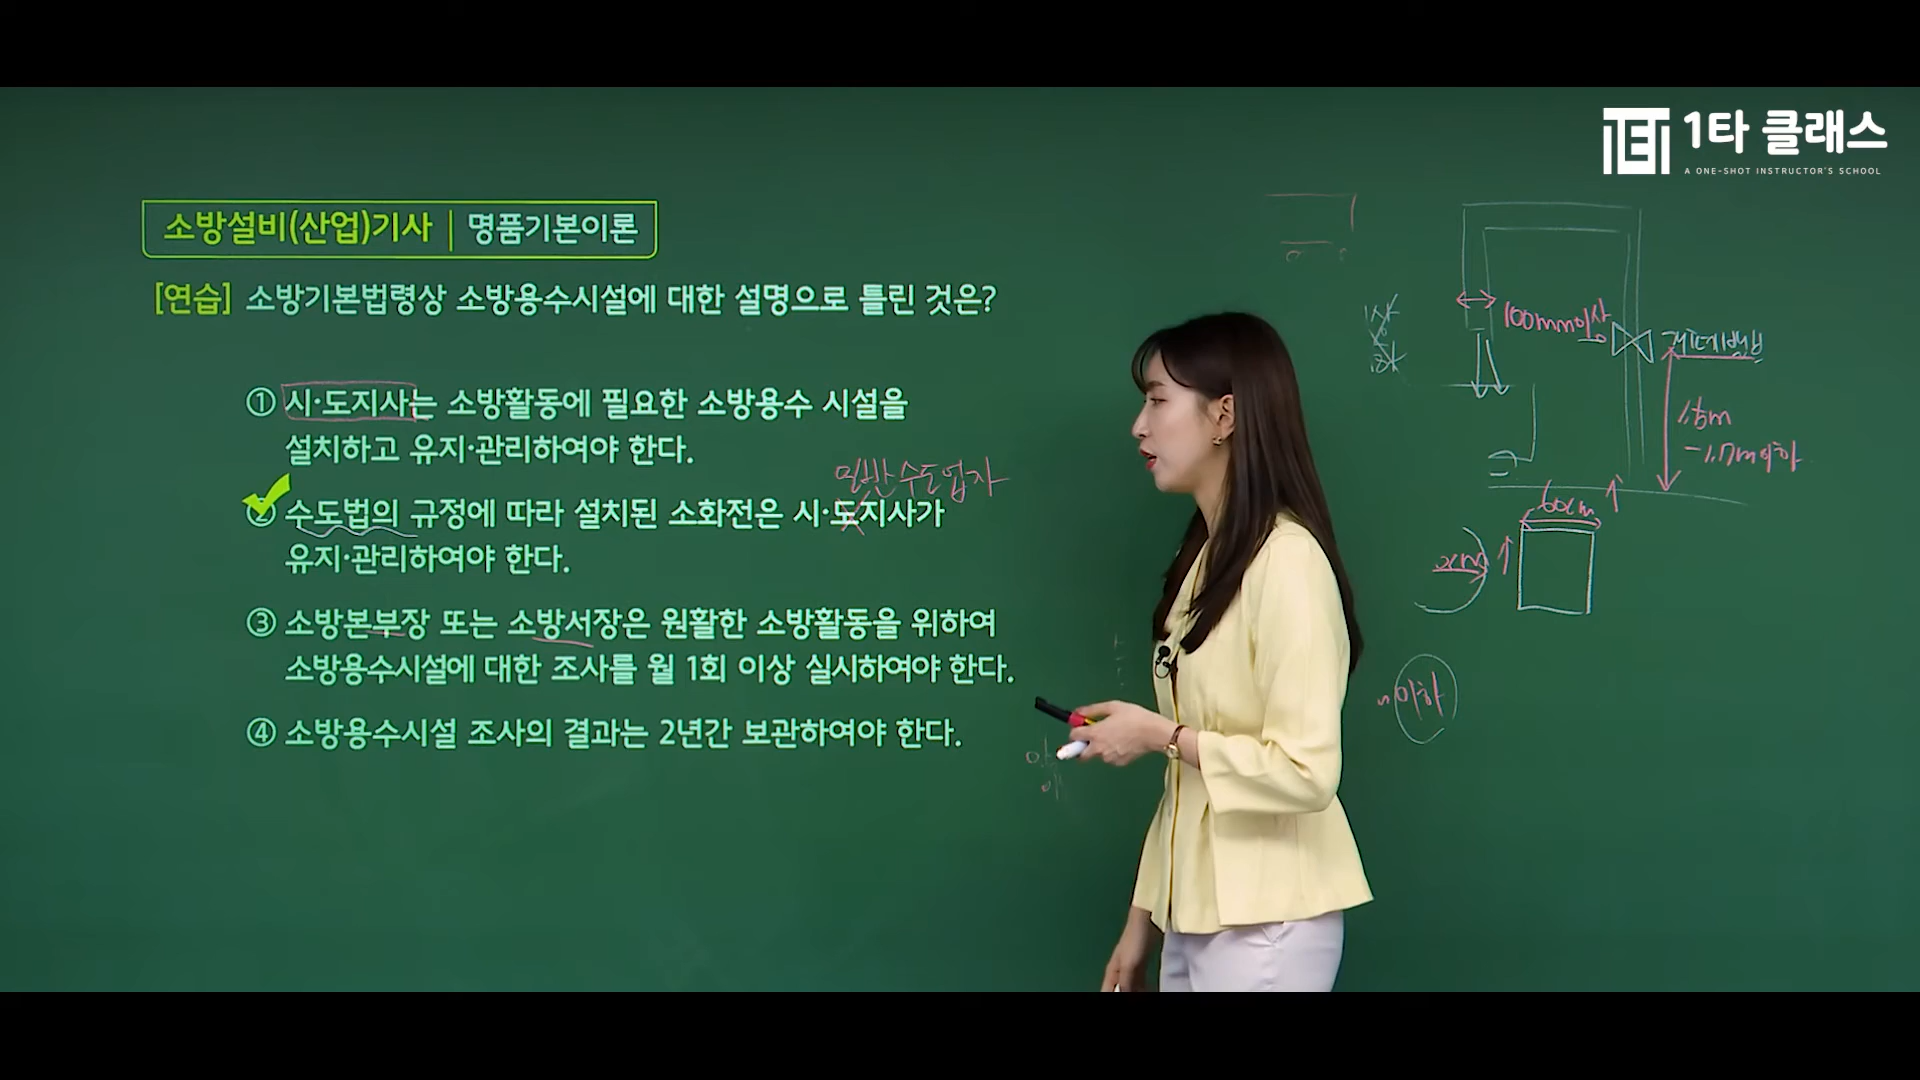 1타 클래스
A ONE-SHOT INSTRUCTOR'S SCHOOL
소방설비(산업)기사 | 명품기본이론
[연습] 소방기본법령상 소방용수시설에 대한 설명으로 틀린 것은?
① 시·도지사는 소방활동에 필요한 소방용수 시설을
설치하고 유지·관리하여야 한다.
일반수도업자
② 수도법의 규정에 따라 설치된 소화전은 시·도지사가
유지·관리하여야 한다.
③ 소방본부장 또는 소방서장은 원활한 소방활동을 위하여
소방용수시설에 대한 조사를 월 1회 이상 실시하여야 한다.
④ 소방용수시설 조사의 결과는 2년간 보관하여야 한다.
100mm이상
개폐밸브
1.5m
-1.7m이하
60cm
이하